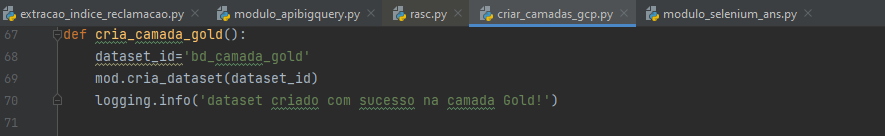 extracao_indice_reclamacao.py modulo_apibigquery.py rasc.py criar_camadas_gcp.py modulo_selenium_ans.py
67 def cria_camada_gold():
68 dataset_id='bd_camada_gold'
69 mod.cria_dataset(dataset_id)
70 logging.info('dataset criado com sucesso na camada Gold!')
71